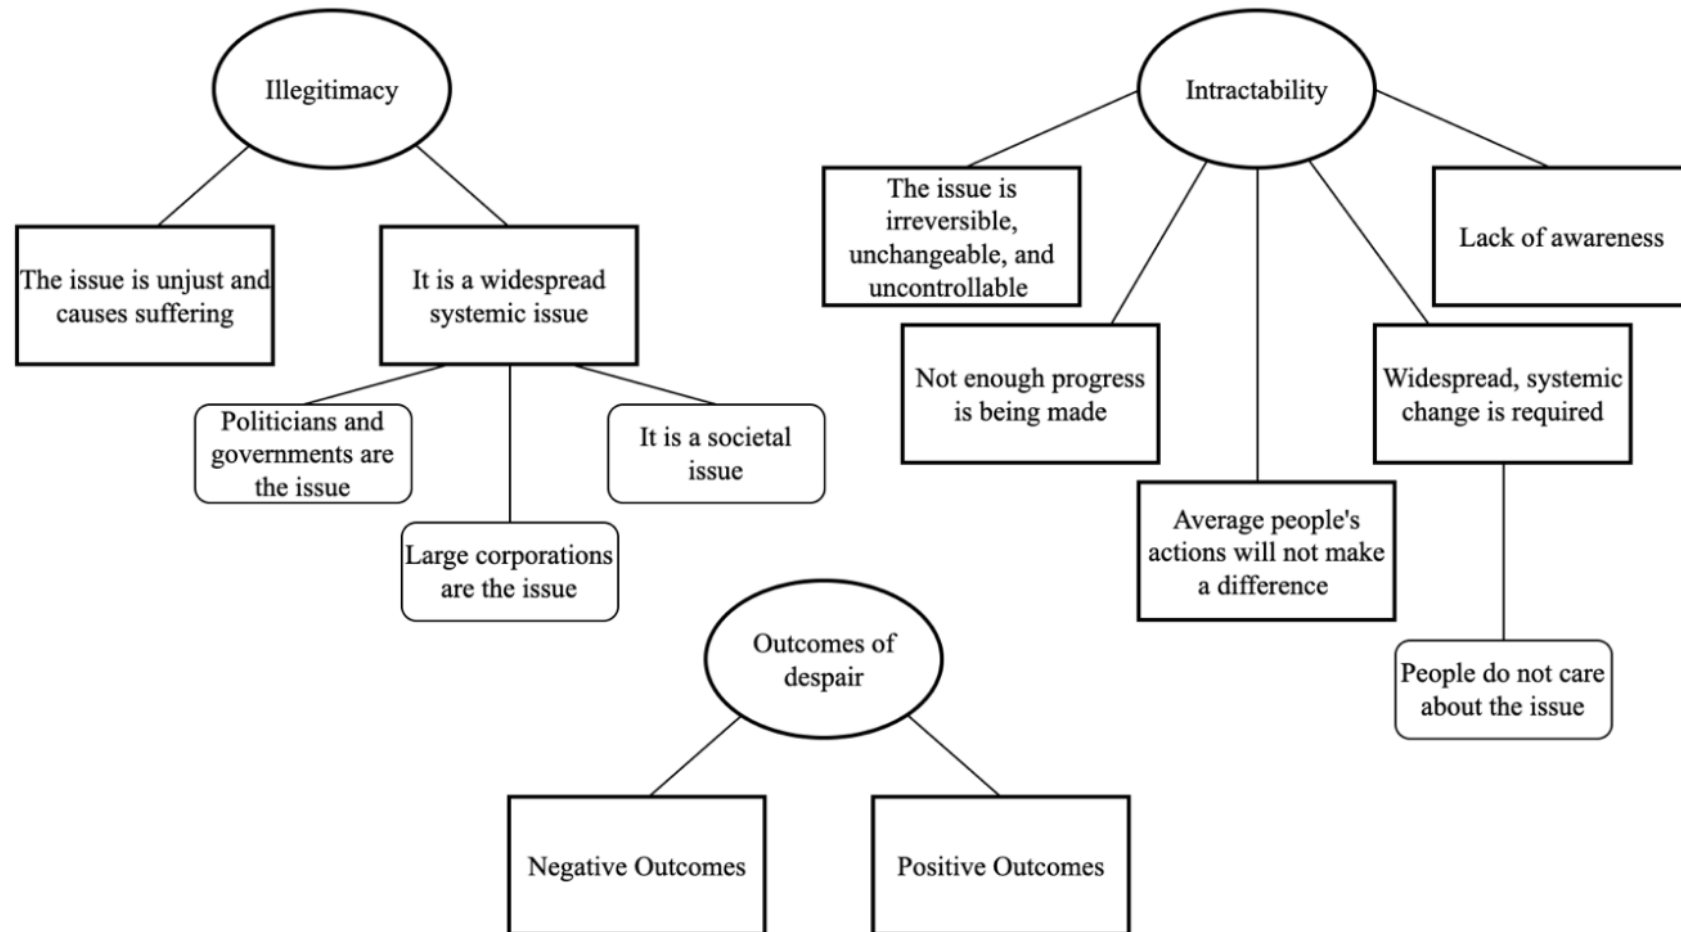 Illegitimacy
The issue is unjust and
causes suffering
It is a widespread
systemic issue
Politicians and
governments are
the issue
Large corporations
are the issue
It is a societal
issue
Intractability
The issue is
irreversible,
unchangeable, and
uncontrollable
Not enough progress
is being made
Average people's
actions will not make
a difference
Widespread, systemic
change is required
People do not care
about the issue
Lack of awareness
Outcomes of
despair
Negative Outcomes
Positive Outcomes